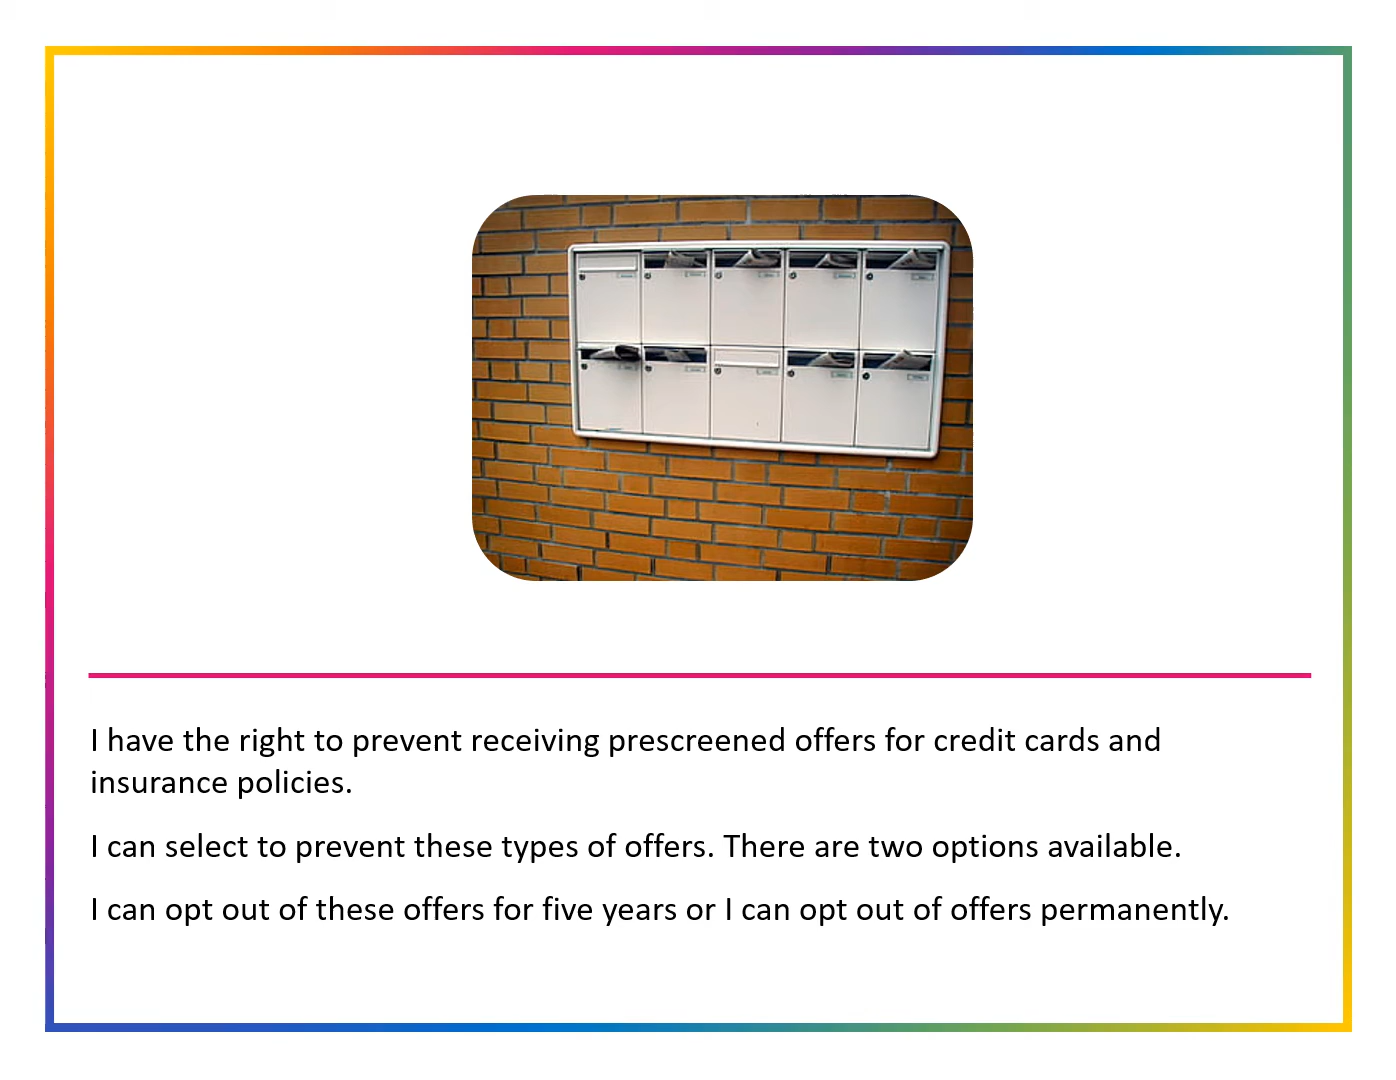 I have the right to prevent receiving prescreened offers for credit cards and
insurance policies.
I can select to prevent these types of offers. There are two options available.
I can opt out of these offers for five years or I can opt out of offers permanently.